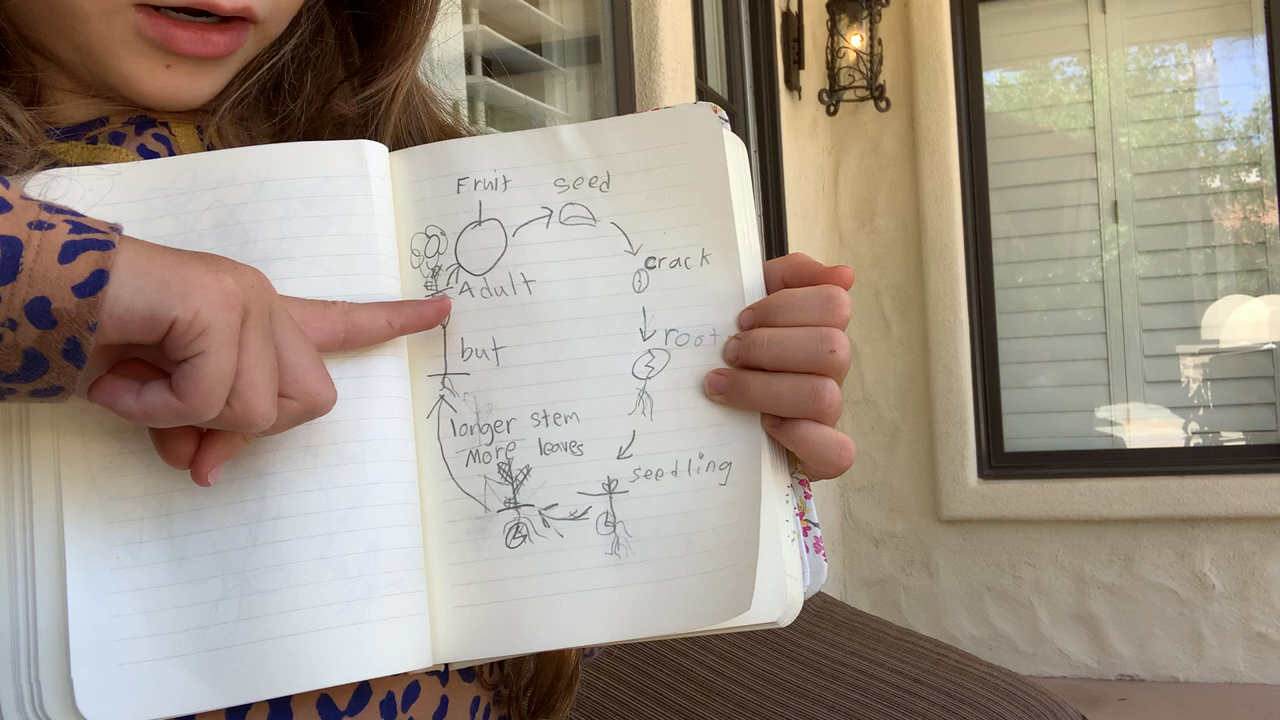 Fruit
seed
crack
root
seedling
longer stem
More leaves
but
Adult